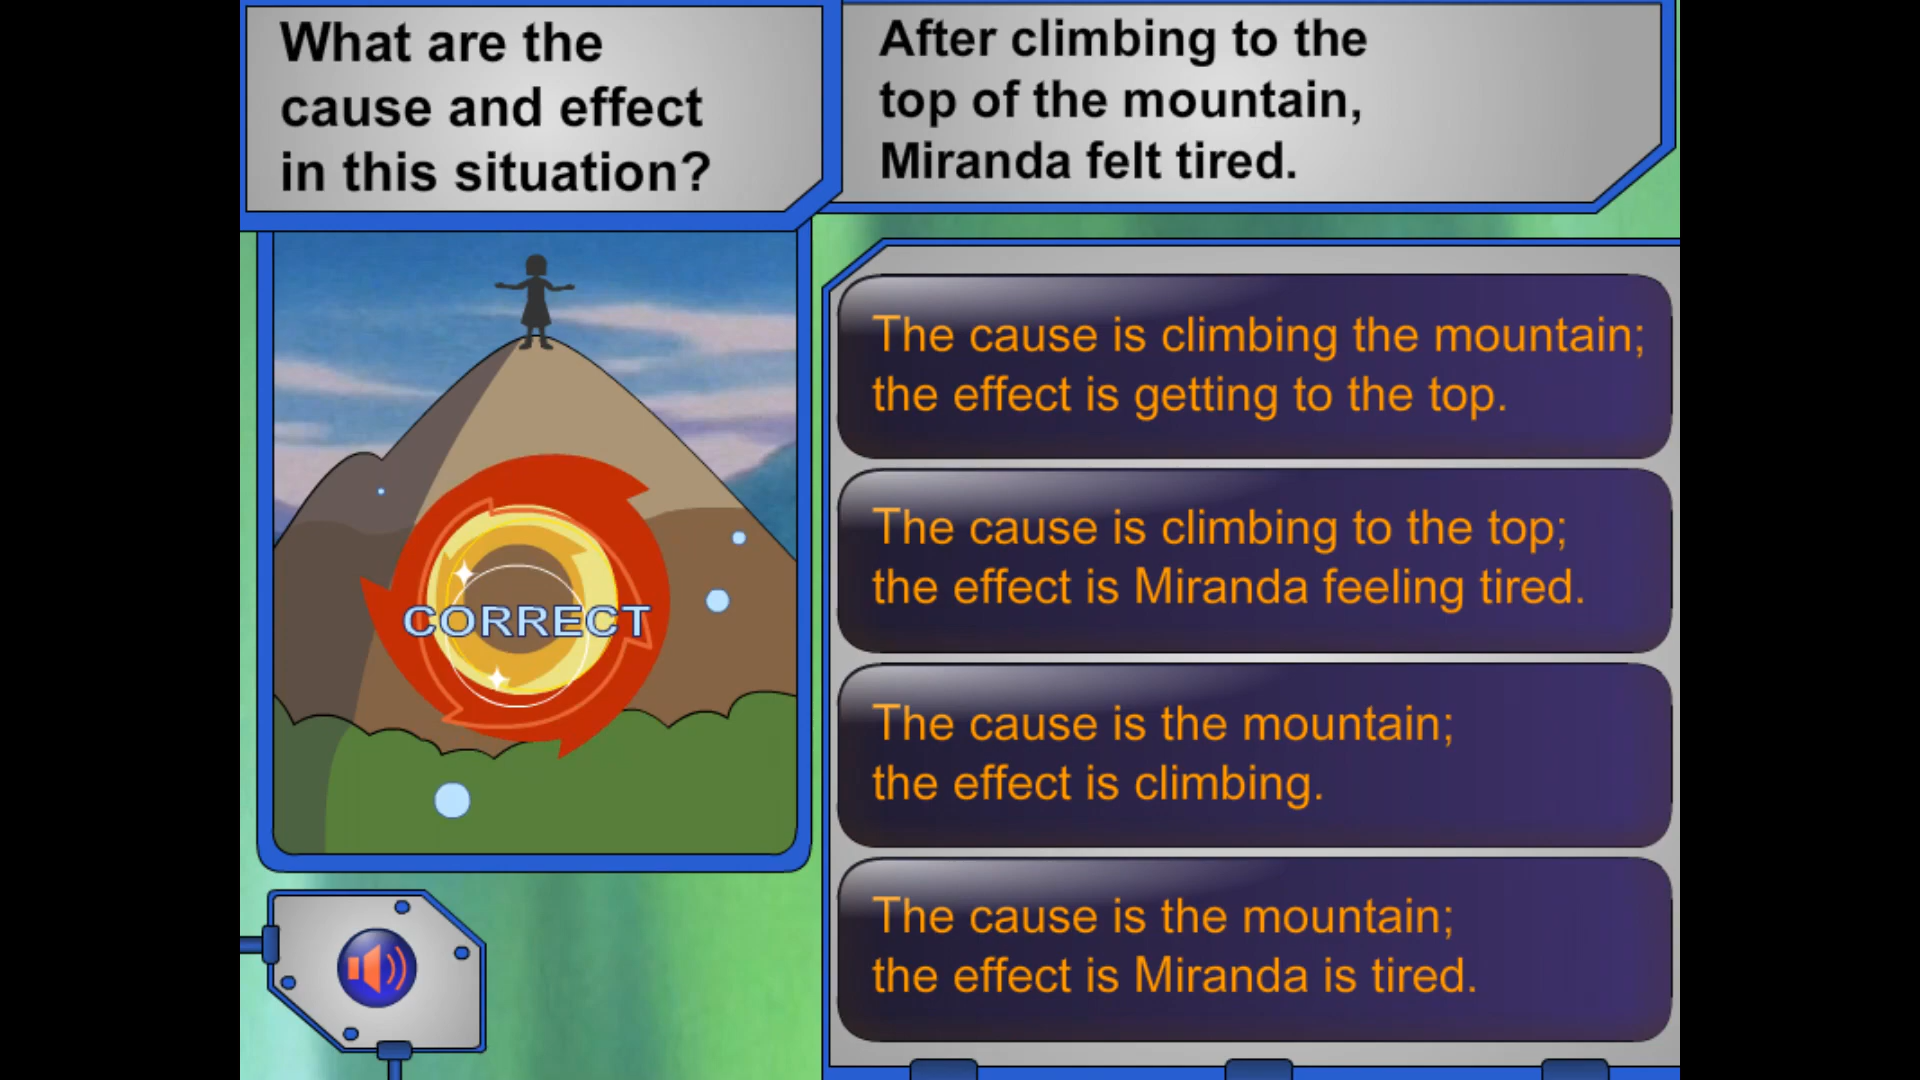 What are the
cause and effect
in this situation?
After climbing to the
top of the mountain,
Miranda felt tired.
CORRECT
The cause is climbing the mountain;
the effect is getting to the top.
The cause is climbing to the top;
the effect is Miranda feeling tired.
The cause is the mountain;
the effect is climbing.
The cause is the mountain;
the effect is Miranda is tired.